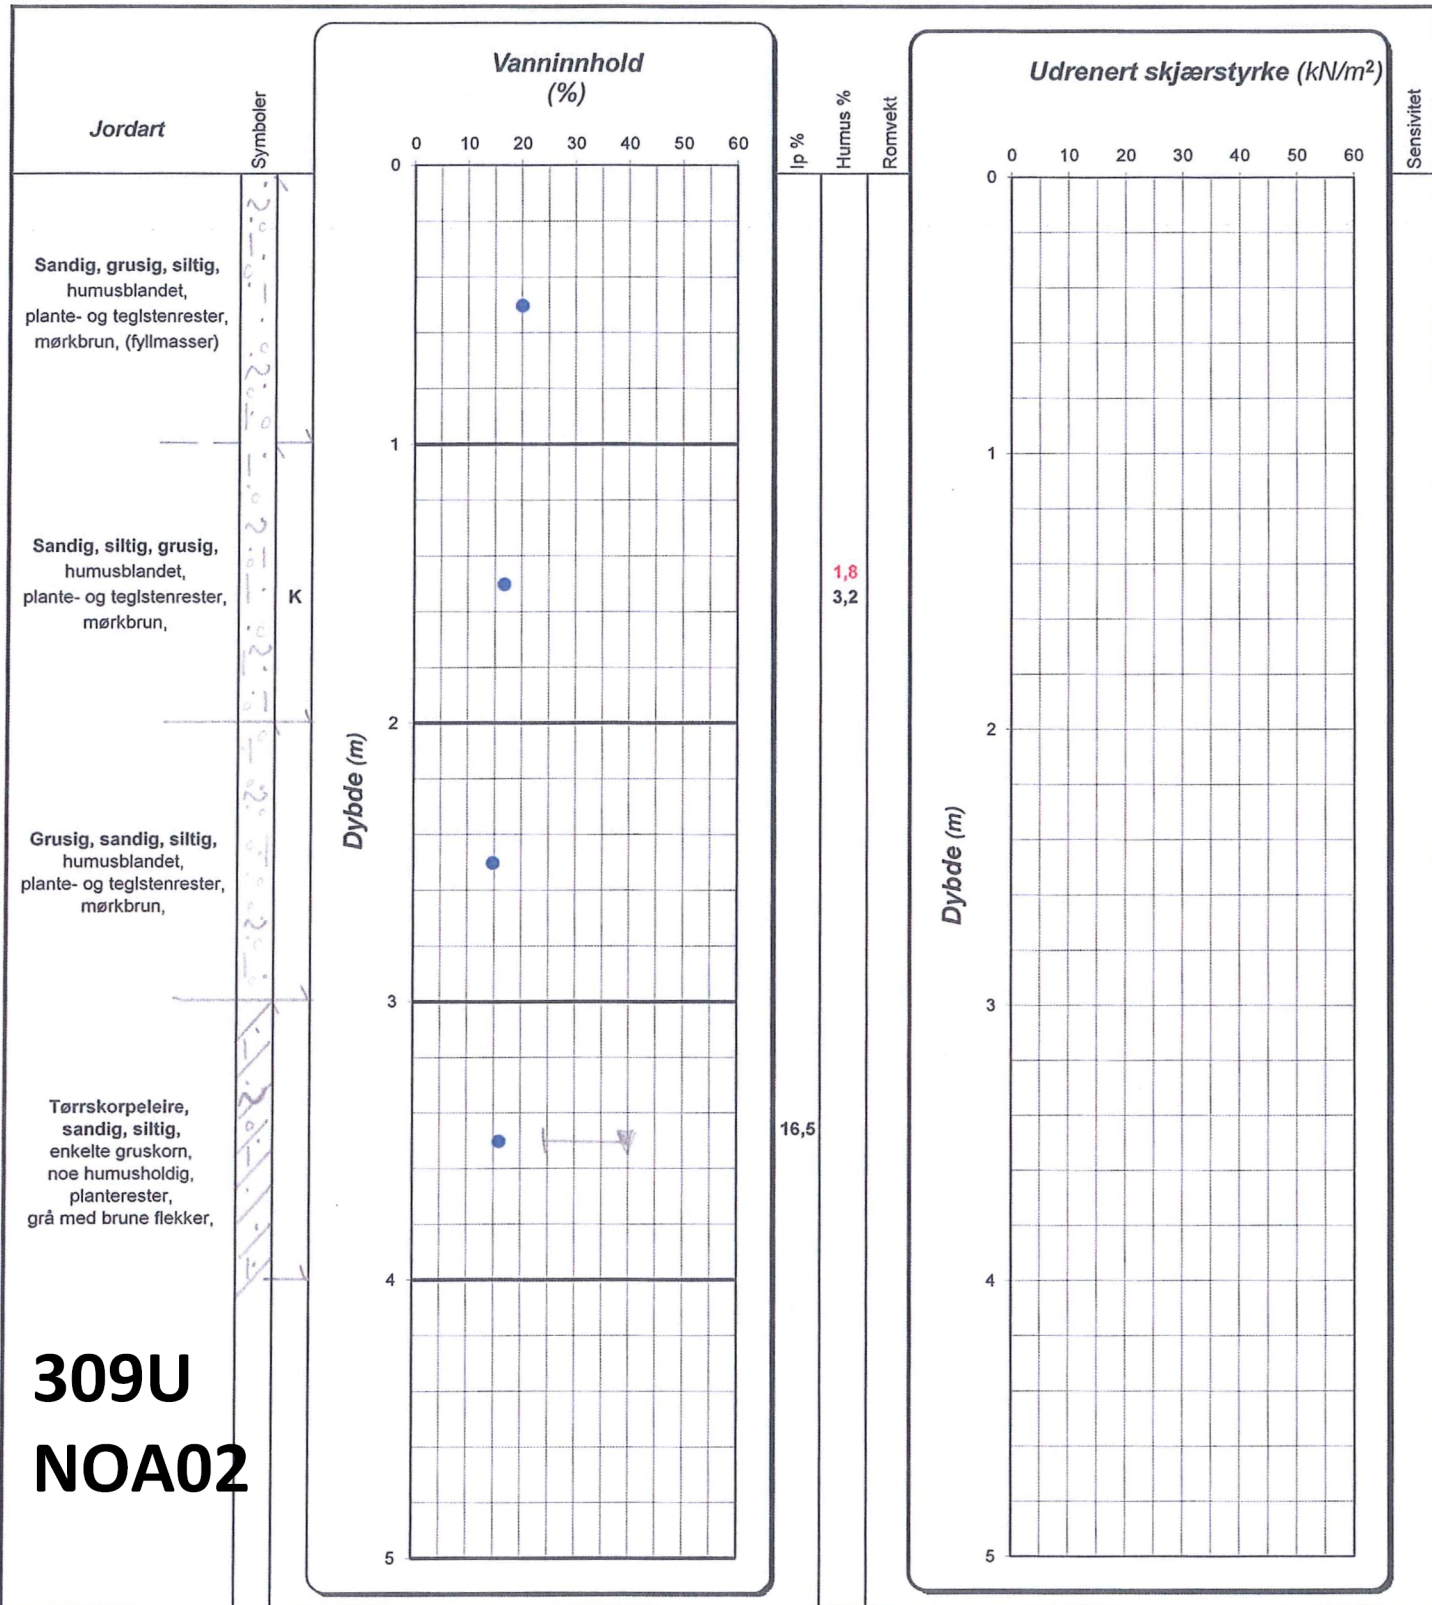 Jordart
Symboler
Vanninnhold
(%)
0 10 20 30 40 50 60
Ip %
Humus %
Romvekt
Udrenert skjærstyrke (kN/m²)
0 10 20 30 40 50 60
Sensivitet
Sandig, grusig, siltig,
humusblandet,
plante- og teglstenrester,
mørkbrun, (fyllmasser)
Sandig, siltig, grusig,
humusblandet,
plante- og teglstenrester,
mørkbrun,
K
1,8
3,2
Grusig, sandig, siltig,
humusblandet,
plante- og teglstenrester,
mørkbrun,
Tørrskorpeleire,
sandig, siltig,
enkelte gruskorn,
noe humusholdig,
planterester,
grå med brune flekker,
16,5
Dybde (m)
0
1
2
3
4
5
Dybde (m)
0
1
2
3
4
5
309U
NOA02